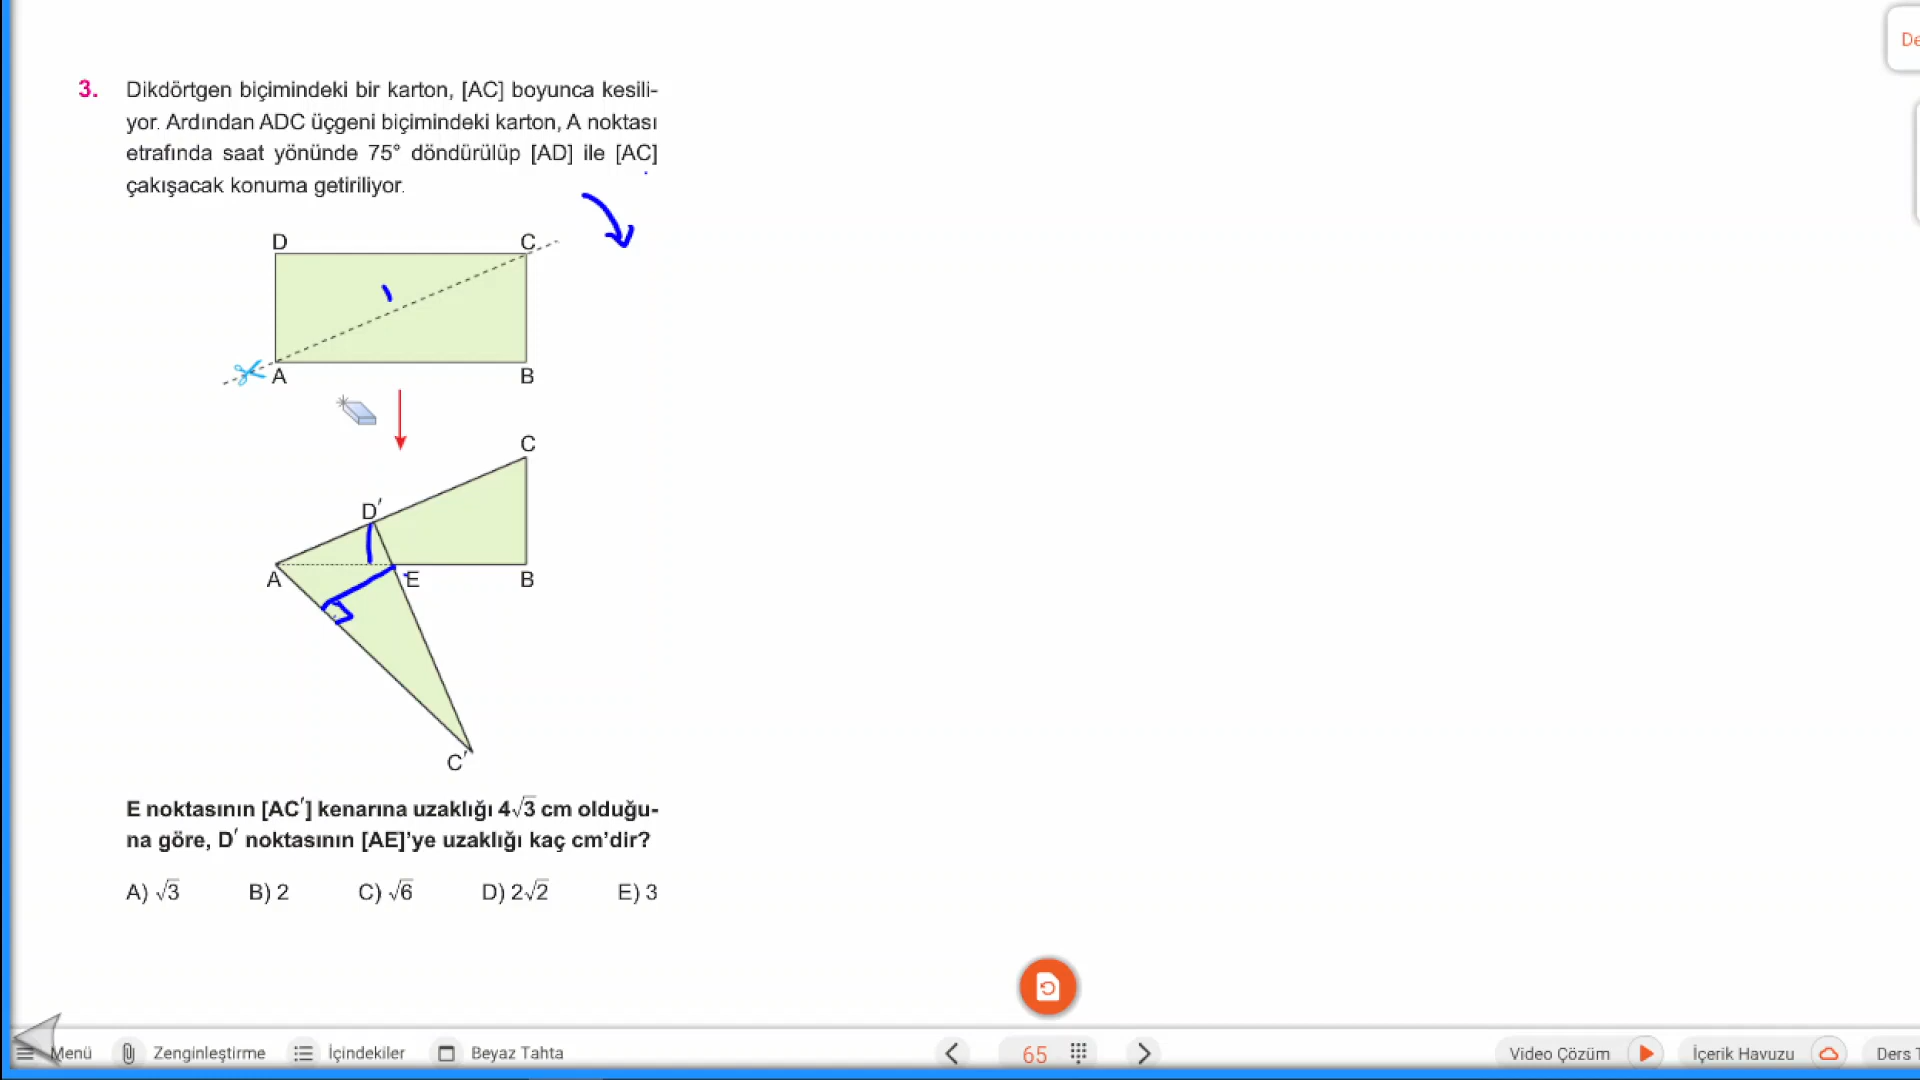 De
3. Dikdörtgen biçimindeki bir karton, [AC] boyunca kesili-
yor. Ardından ADC üçgeni biçimindeki karton, A noktası
etrafında saat yönünde 75° döndürülüp [AD] ile [AC]
çakışacak konuma getiriliyor.
D C
A B
C
D′
A E B
C′
E noktasının [AC′] kenarına uzaklığı 4√3 cm olduğu-
na göre, D′ noktasının [AE]’ye uzaklığı kaç cm’dir?
A) √3 B) 2 C) √6 D) 2√2 E) 3
Menü Zenginleştirme İçindekiler Beyaz Tahta 65 Video Çözüm İçerik Havuzu Ders